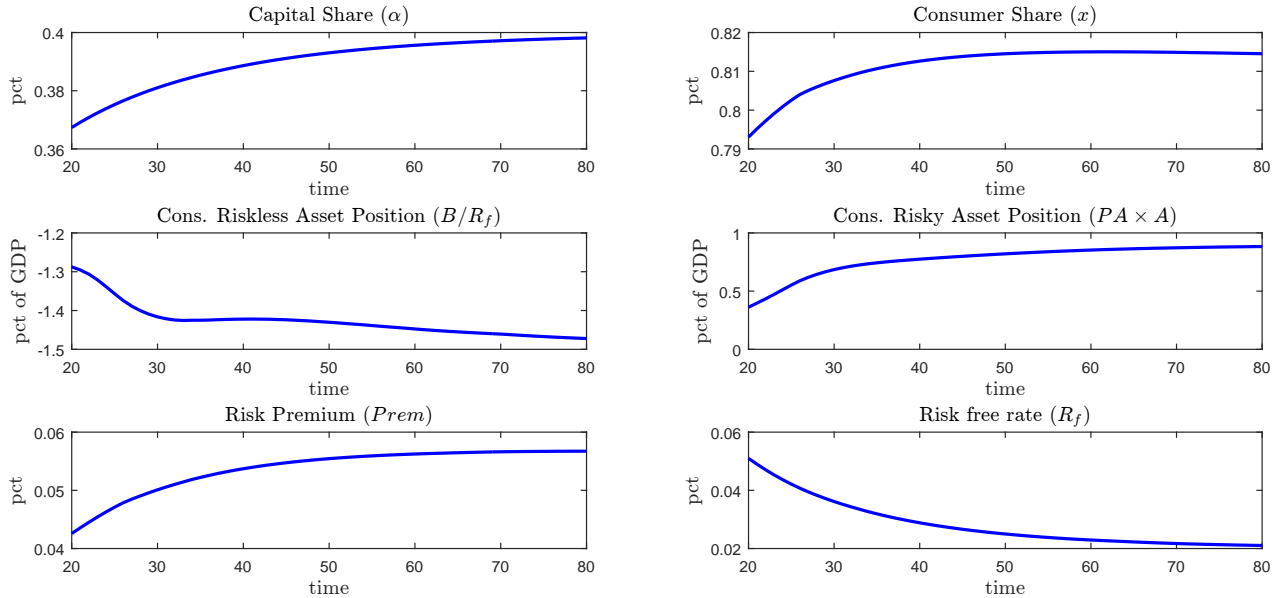 Capital Share (α)
pct
0.4
0.38
0.36
20 30 40 50 60 70 80
time
Consumer Share (x)
pct
0.82
0.81
0.8
0.79
20 30 40 50 60 70 80
time
Cons. Riskless Asset Position (B/R_f)
pct of GDP
-1.2
-1.3
-1.4
-1.5
20 30 40 50 60 70 80
time
Cons. Risky Asset Position (PA × A)
pct of GDP
1
0.5
0
20 30 40 50 60 70 80
time
Risk Premium (Prem)
pct
0.06
0.05
0.04
20 30 40 50 60 70 80
time
Risk free rate (R_f)
pct
0.06
0.04
0.02
20 30 40 50 60 70 80
time